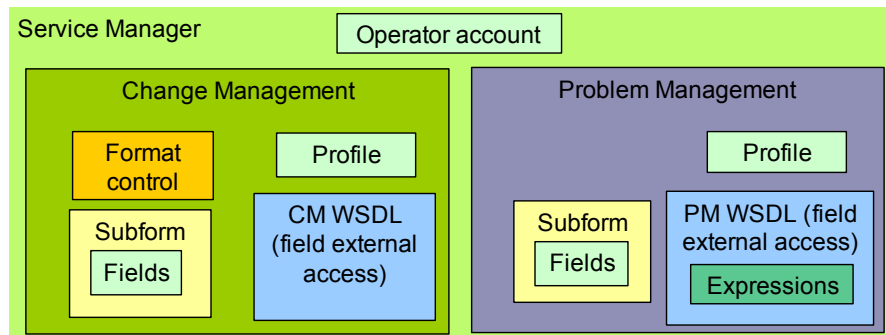 Service Manager
Operator account
Change Management
Format
control
Profile
Subform
Fields
CM WSDL
(field external
access)
Problem Management
Profile
Subform
Fields
PM WSDL (field
external access)
Expressions